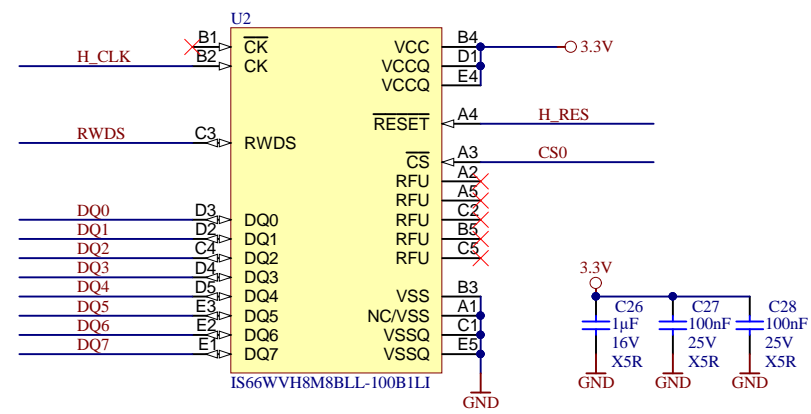 U2
B1 CK VCC B4 3.3V
H_CLK B2 CK VCCQ D1
VCCQ E4
RESET A4 H_RES
RWDS C3 RWDS
CS A3 CS0
RFU A2
RFU A5
DQ0 D3 DQ0 RFU C2
DQ1 D2 DQ1 RFU B5
DQ2 C4 DQ2 RFU C5
DQ3 D4 DQ3
DQ4 D5 DQ4 VSS B3
DQ5 E3 DQ5 NC/VSS A1
DQ6 E2 DQ6 VSSQ C1
DQ7 E1 DQ7 VSSQ E5
IS66WVH8M8BLL-100B1LI
GND
3.3V
C26 C27 C28
1µF 100nF 100nF
16V 25V 25V
X5R X5R X5R
GND GND GND